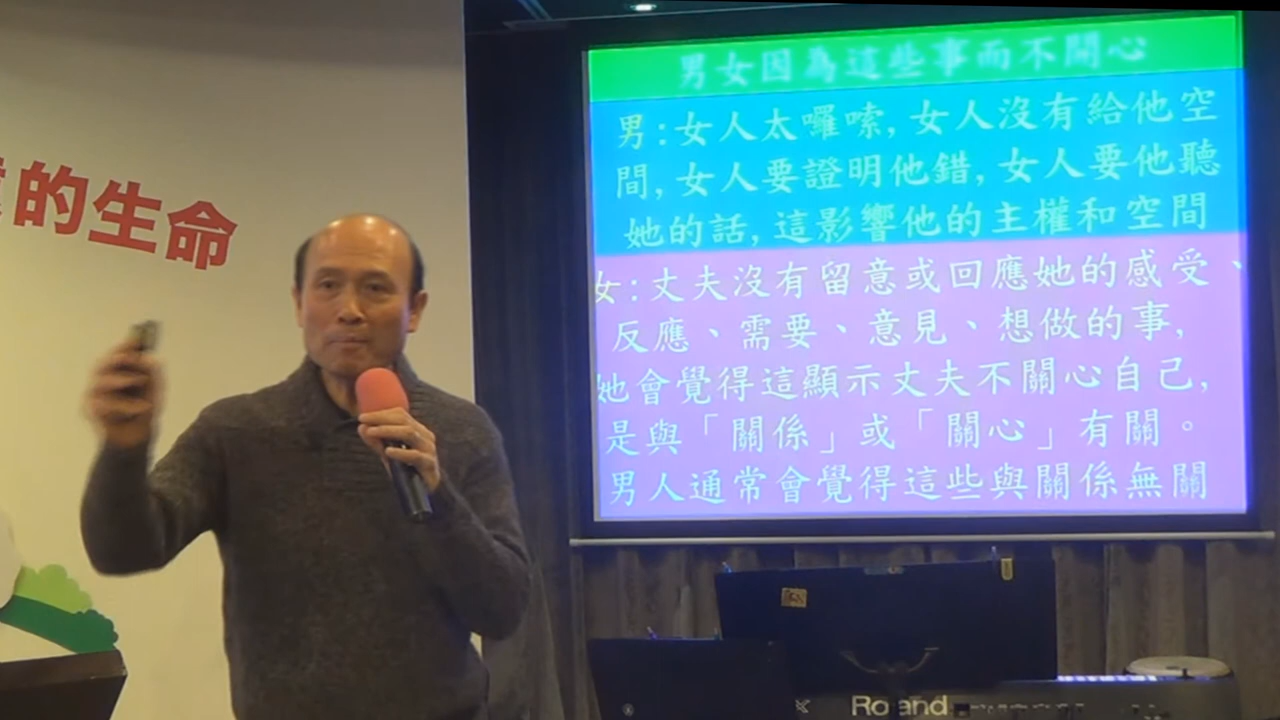 的生命
男女因為這些事而不開心
男:女人太囉嗦,女人沒有給他空
間,女人要證明他錯,女人要他聽
她的話,這影響他的主權和空間
女:丈夫沒有留意或回應她的感受、
反應、需要、意見、想做的事,
她會覺得這顯示丈夫不關心自己,
是與「關係」或「關心」有關。
男人通常會覺得這些與關係無關
Roland